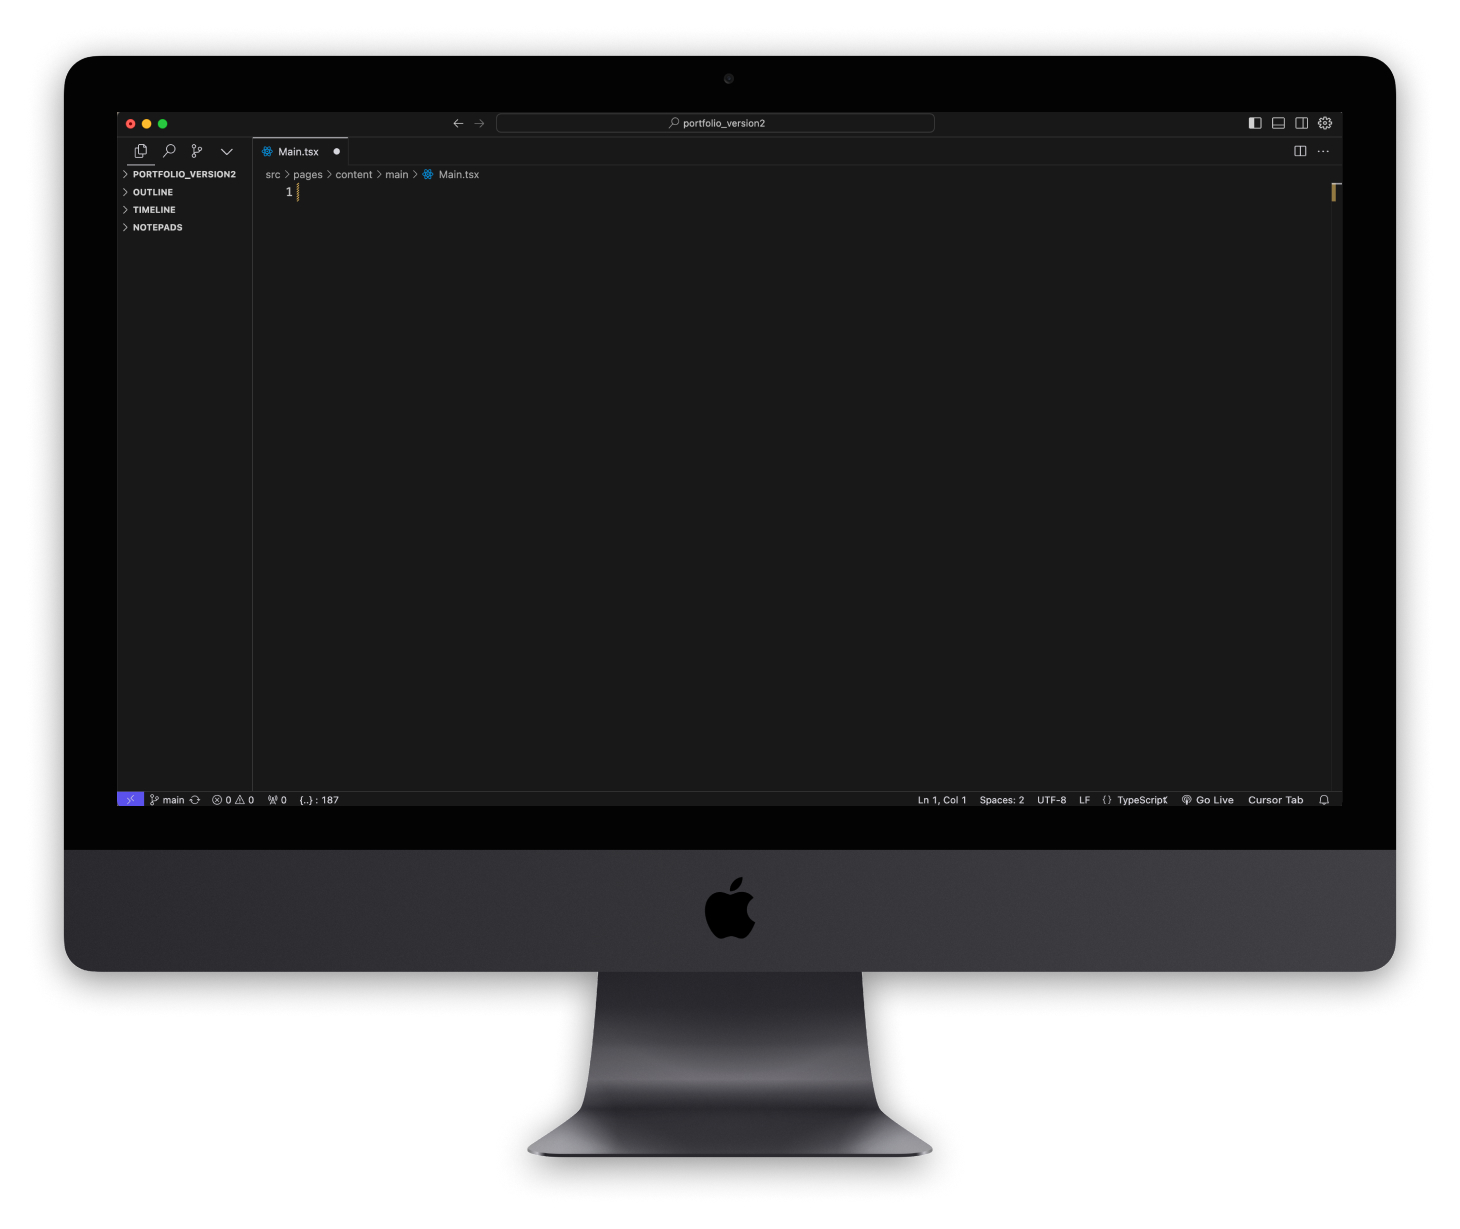 portfolio_version2
Main.tsx
PORTFOLIO_VERSION2
OUTLINE
TIMELINE
NOTEPADS
src > pages > content > main > Main.tsx
1
main 0 0 0 {..} : 187 Ln 1, Col 1 Spaces: 2 UTF-8 LF {} TypeScript Go Live Cursor Tab